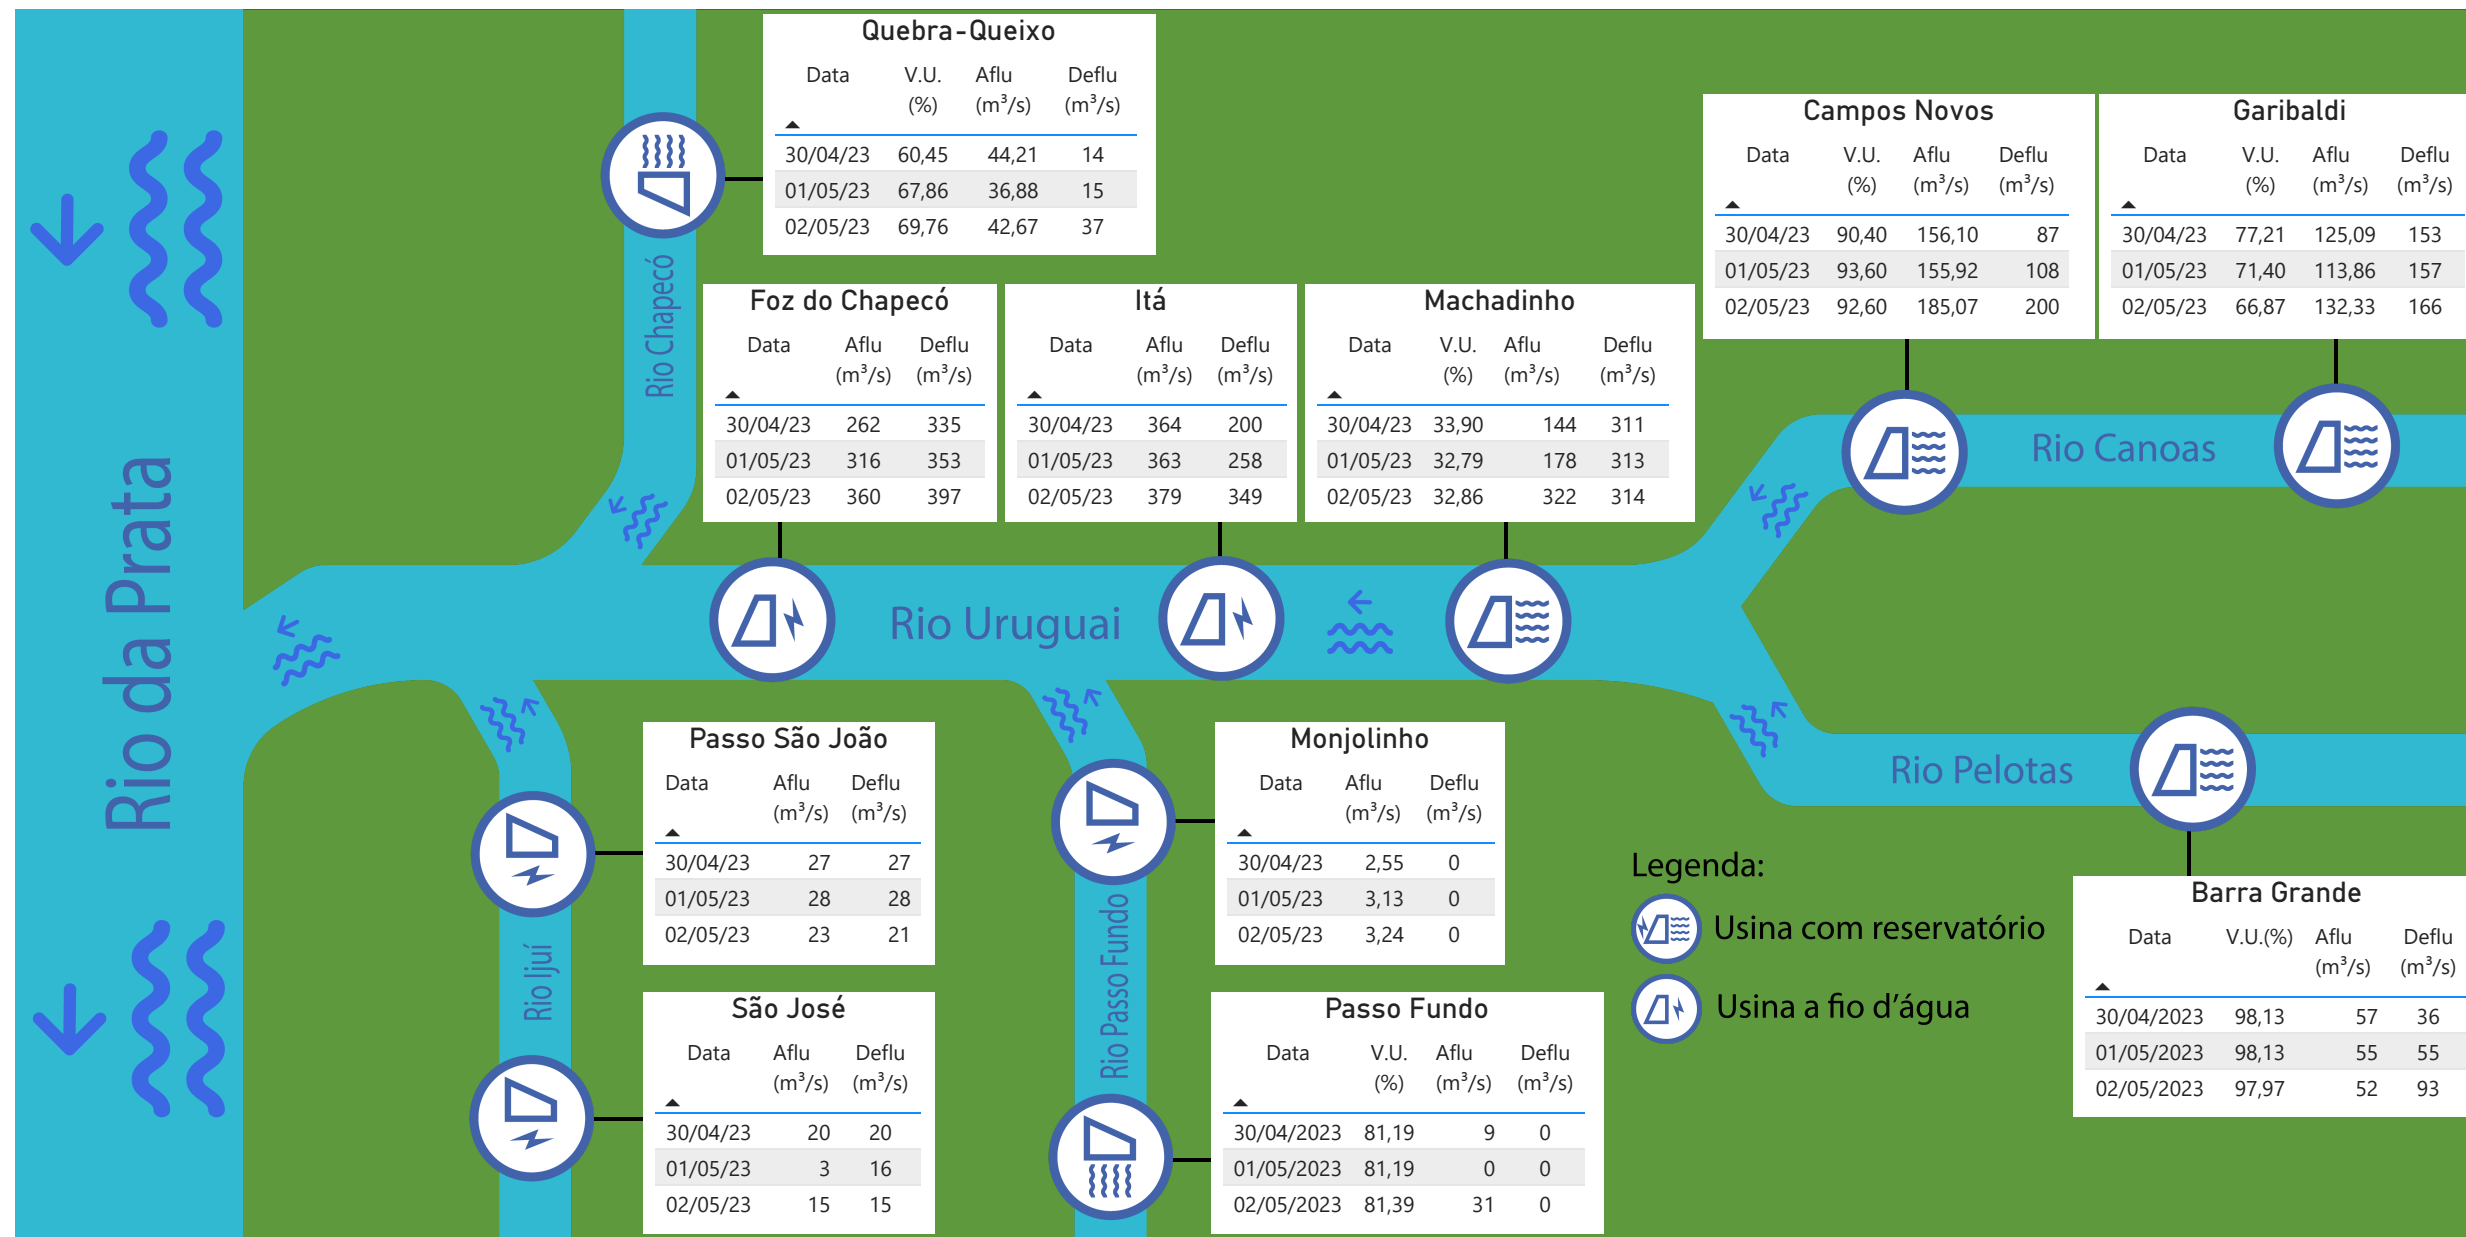 Quebra-Queixo
Data V.U. (%) Aflu (m³/s) Deflu (m³/s)
30/04/23 60,45 44,21 14
01/05/23 67,86 36,88 15
02/05/23 69,76 42,67 37
Campos Novos
Data V.U. (%) Aflu (m³/s) Deflu (m³/s)
30/04/23 90,40 156,10 87
01/05/23 93,60 155,92 108
02/05/23 92,60 185,07 200
Garibaldi
Data V.U. (%) Aflu (m³/s) Deflu (m³/s)
30/04/23 77,21 125,09 153
01/05/23 71,40 113,86 157
02/05/23 66,87 132,33 166
Rio Chapecó
Foz do Chapecó
Data Aflu (m³/s) Deflu (m³/s)
30/04/23 262 335
01/05/23 316 353
02/05/23 360 397
Itá
Data Aflu (m³/s) Deflu (m³/s)
30/04/23 364 200
01/05/23 363 258
02/05/23 379 349
Machadinho
Data V.U. (%) Aflu (m³/s) Deflu (m³/s)
30/04/23 33,90 144 311
01/05/23 32,79 178 313
02/05/23 32,86 322 314
Rio Canoas
Rio da Prata
Rio Uruguai
Rio Pelotas
Passo São João
Data Aflu (m³/s) Deflu (m³/s)
30/04/23 27 27
01/05/23 28 28
02/05/23 23 21
Monjolinho
Data Aflu (m³/s) Deflu (m³/s)
30/04/23 2,55 0
01/05/23 3,13 0
02/05/23 3,24 0
Rio Ijuí
Rio Passo Fundo
Legenda:
Usina com reservatório
Usina a fio d’água
Barra Grande
Data V.U.(%) Aflu (m³/s) Deflu (m³/s)
30/04/2023 98,13 57 36
01/05/2023 98,13 55 55
02/05/2023 97,97 52 93
São José
Data Aflu (m³/s) Deflu (m³/s)
30/04/23 20 20
01/05/23 3 16
02/05/23 15 15
Passo Fundo
Data V.U. (%) Aflu (m³/s) Deflu (m³/s)
30/04/2023 81,19 9 0
01/05/2023 81,19 0 0
02/05/2023 81,39 31 0